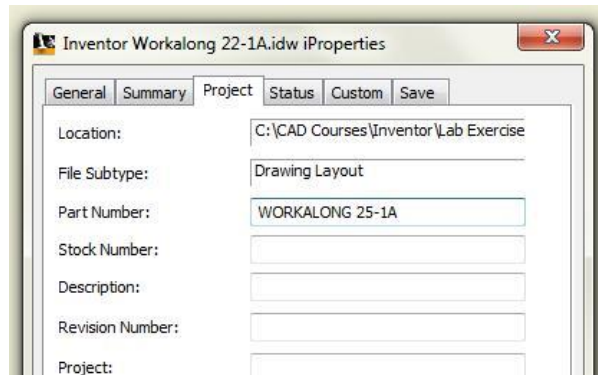 Inventor Workalong 22-1A.idw iProperties
General Summary Project Status Custom Save
Location: C:\CAD Courses\Inventor\Lab Exercise
File Subtype: Drawing Layout
Part Number: WORKALONG 25-1A
Stock Number:
Description:
Revision Number:
Project: